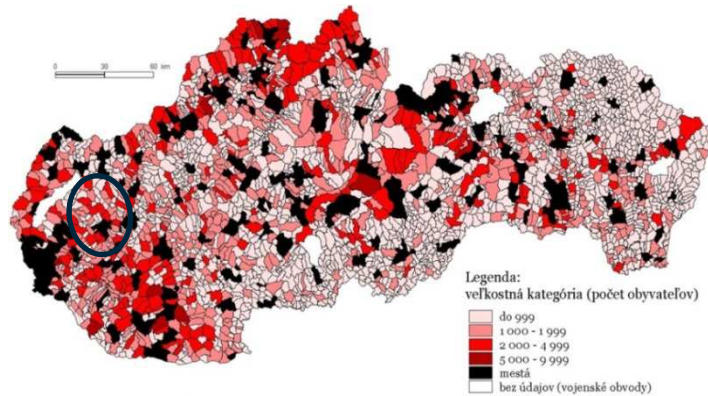 0 30 60 km
Legenda:
veľkostná kategória (počet obyvateľov)
do 999
1 000 - 1 999
2 000 - 4 999
5 000 - 9 999
mestá
bez údajov (vojenské obvody)